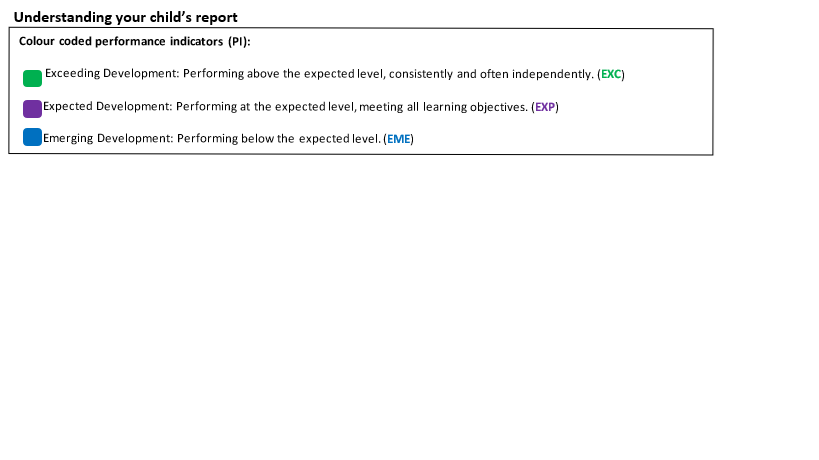 Understanding your child's report
Colour coded performance indicators (PI):
Exceeding Development: Performing above the expected level, consistently and often independently. (EXC)
Expected Development: Performing at the expected level, meeting all learning objectives. (EXP)
Emerging Development: Performing below the expected level. (EME)